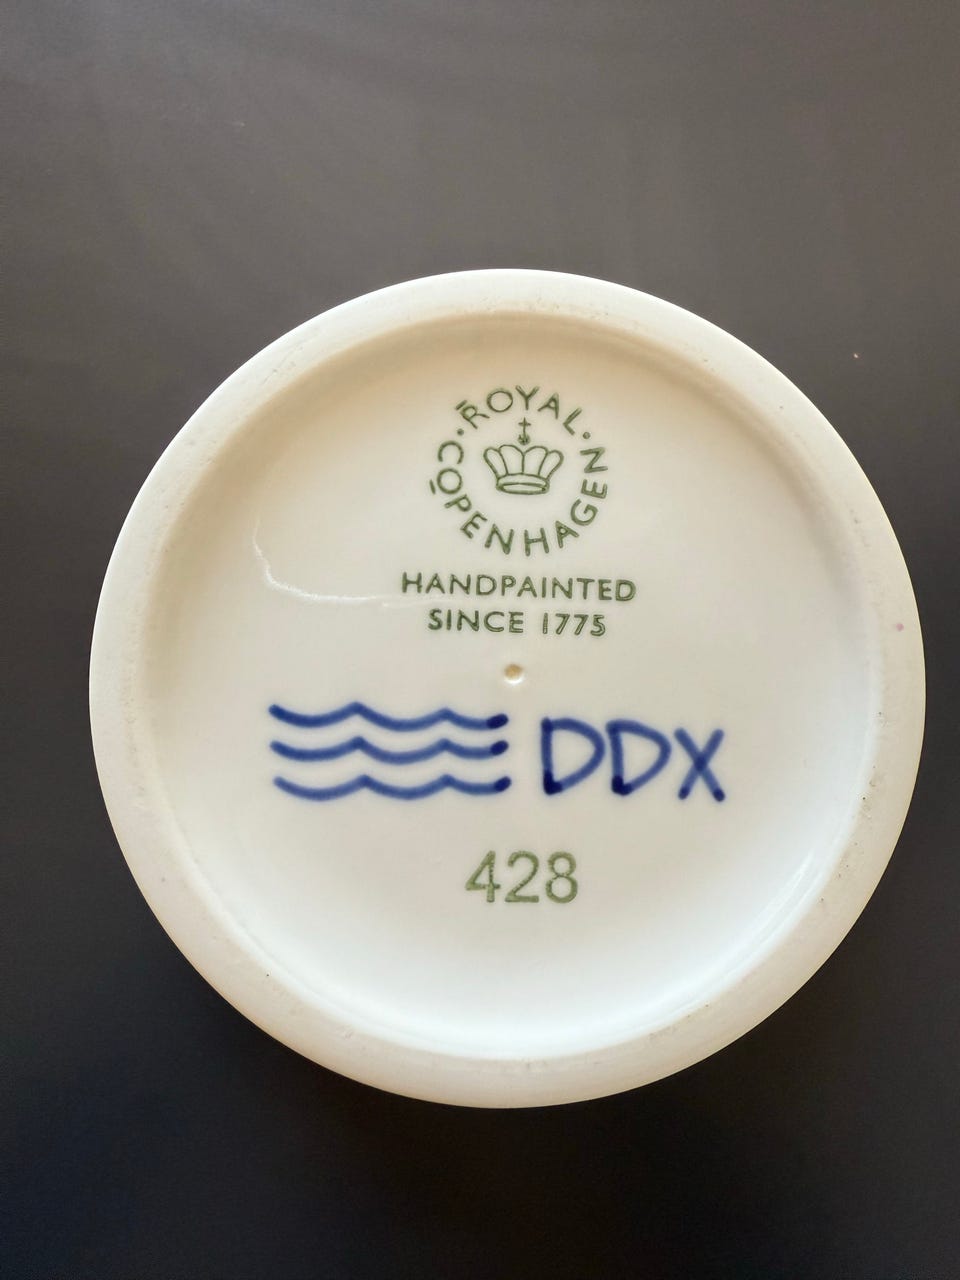 ROYAL · COPENHAGEN ·
HANDPAINTED
SINCE 1775
DDX
428